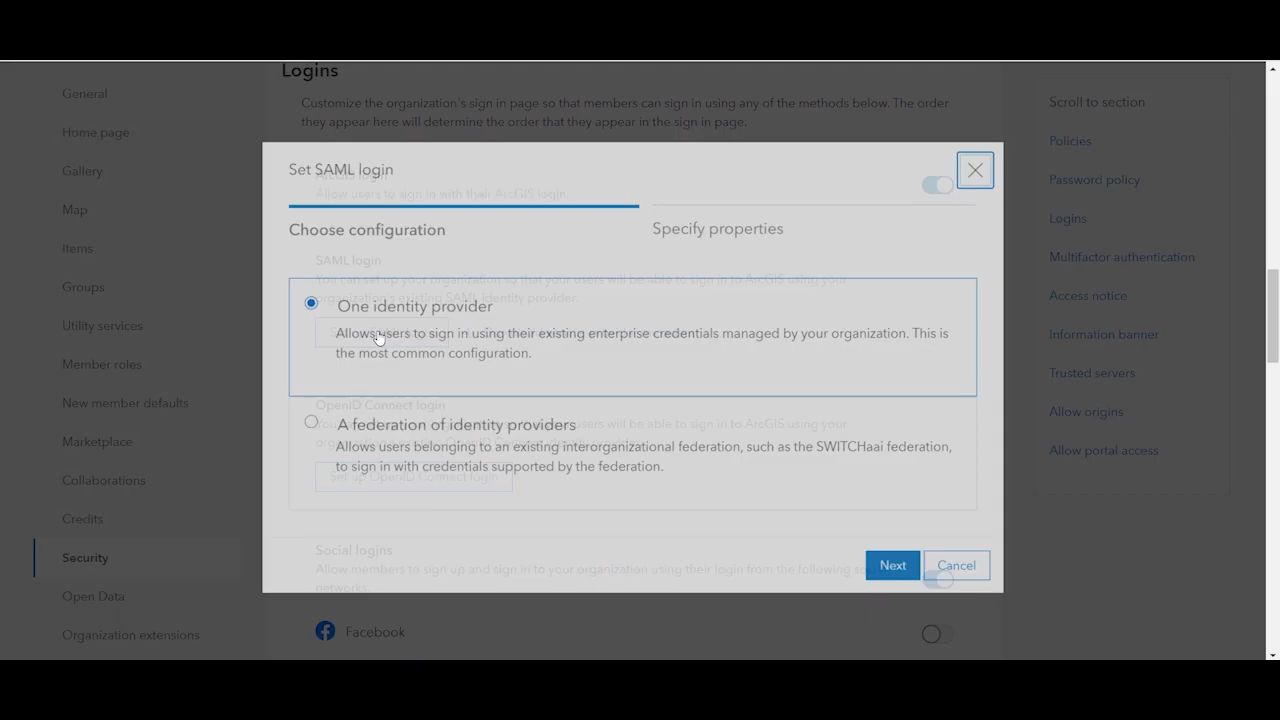 Logins
Customize the organization's sign in page so that members can sign in using any of the methods below. The order
they appear here will determine the order that they appear in the sign in page.
General
Home page
Gallery
Map
Items
Groups
Utility services
Member roles
New member defaults
Marketplace
Collaborations
Credits
Security
Open Data
Organization extensions
Set SAML login
ArcGIS login
Allow users to sign in with their ArcGIS login.
Choose configuration
Specify properties
SAML login
You can set up your organization so that your users will be able to sign in to ArcGIS using your
organization's existing SAML identity provider.
One identity provider
Allows users to sign in using their existing enterprise credentials managed by your organization. This is
the most common configuration.
OpenID Connect login
A federation of identity providers
users will be able to sign in to ArcGIS using your
Allows users belonging to an existing interorganizational federation, such as the SWITCHaai federation,
to sign in with credentials supported by the federation.
Set up OpenID Connect login
Social logins
Allow members to sign up and sign in to your organization using their login from the following
networks.
Next
Cancel
Facebook
Scroll to section
Policies
Password policy
Logins
Multifactor authentication
Access notice
Information banner
Trusted servers
Allow origins
Allow portal access